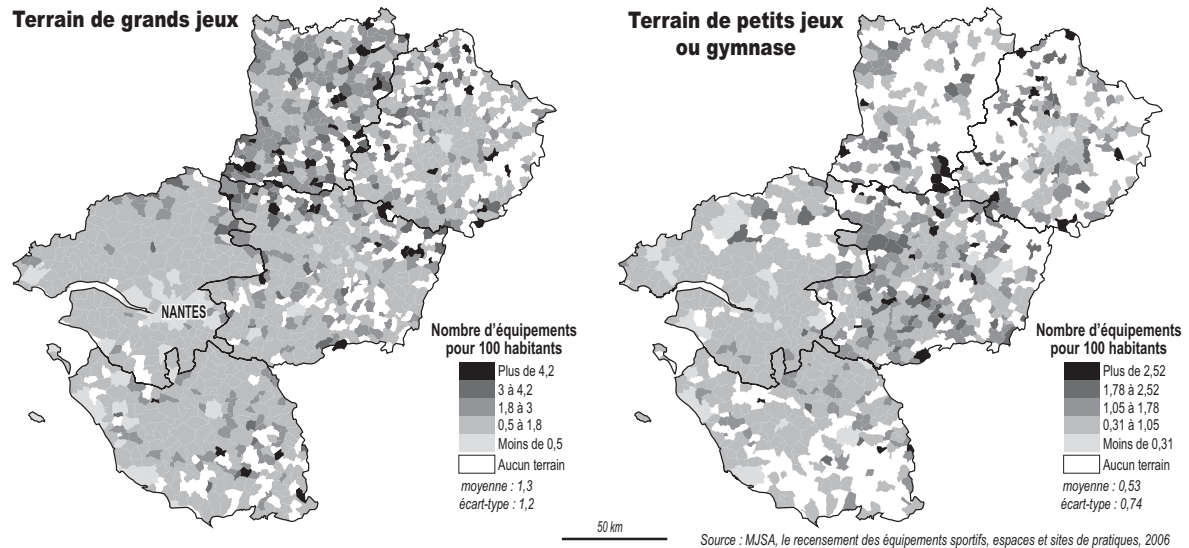 Terrain de grands jeux
NANTES
Nombre d'équipements
pour 100 habitants
Plus de 4,2
3 à 4,2
1,8 à 3
0,5 à 1,8
Moins de 0,5
Aucun terrain
moyenne : 1,3
écart-type : 1,2
Terrain de petits jeux
ou gymnase
Nombre d'équipements
pour 100 habitants
Plus de 2,52
1,78 à 2,52
1,05 à 1,78
0,31 à 1,05
Moins de 0,31
Aucun terrain
moyenne : 0,53
écart-type : 0,74
50 km
Source : MJSA, le recensement des équipements sportifs, espaces et sites de pratiques, 2006